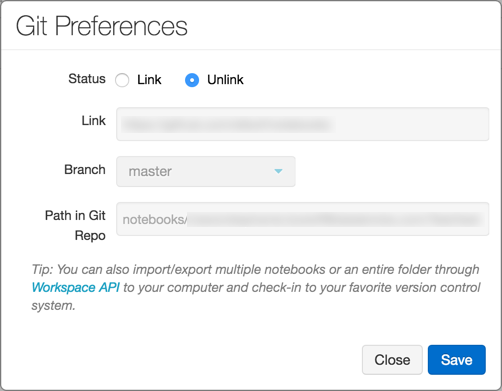 Git Preferences
Status Link Unlink
Link
Branch master
Path in Git
Repo
notebooks/
Tip: You can also import/export multiple notebooks or an entire folder through
Workspace API to your computer and check-in to your favorite version control
system.
Close Save